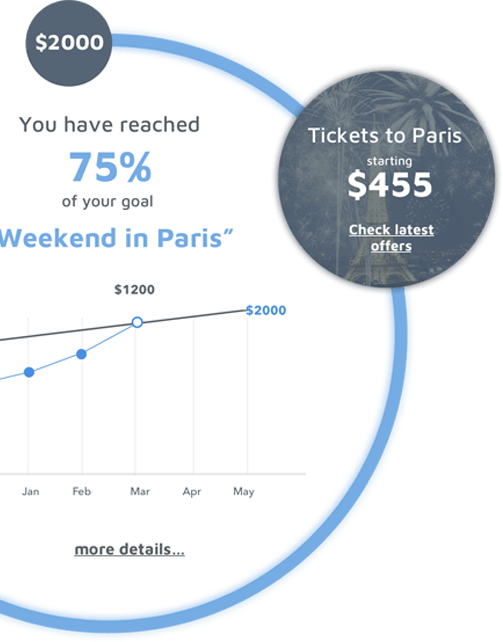 $2000
You have reached
75%
of your goal
Weekend in Paris”
Tickets to Paris
starting
$455
Check latest
offers
$1200
$2000
Jan Feb Mar Apr May
more details...